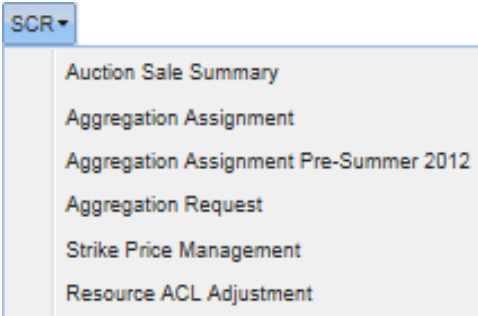 SCR
Auction Sale Summary
Aggregation Assignment
Aggregation Assignment Pre-Summer 2012
Aggregation Request
Strike Price Management
Resource ACL Adjustment